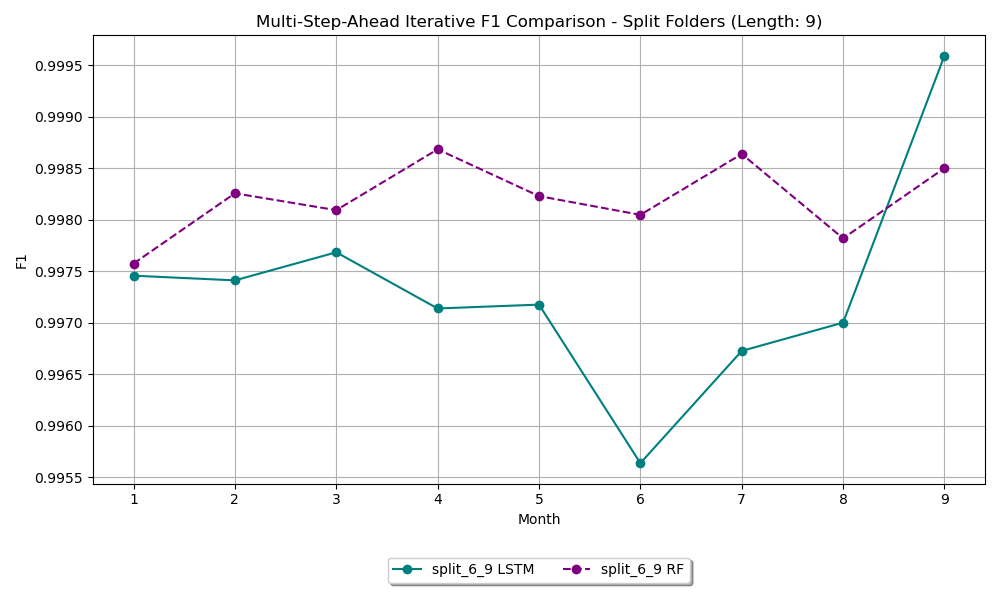 Multi-Step-Ahead Iterative F1 Comparison - Split Folders (Length: 9)
0.9995
0.9990
0.9985
0.9980
0.9975
0.9970
0.9965
0.9960
0.9955
F1
1 2 3 4 5 6 7 8 9
Month
split_6_9 LSTM split_6_9 RF